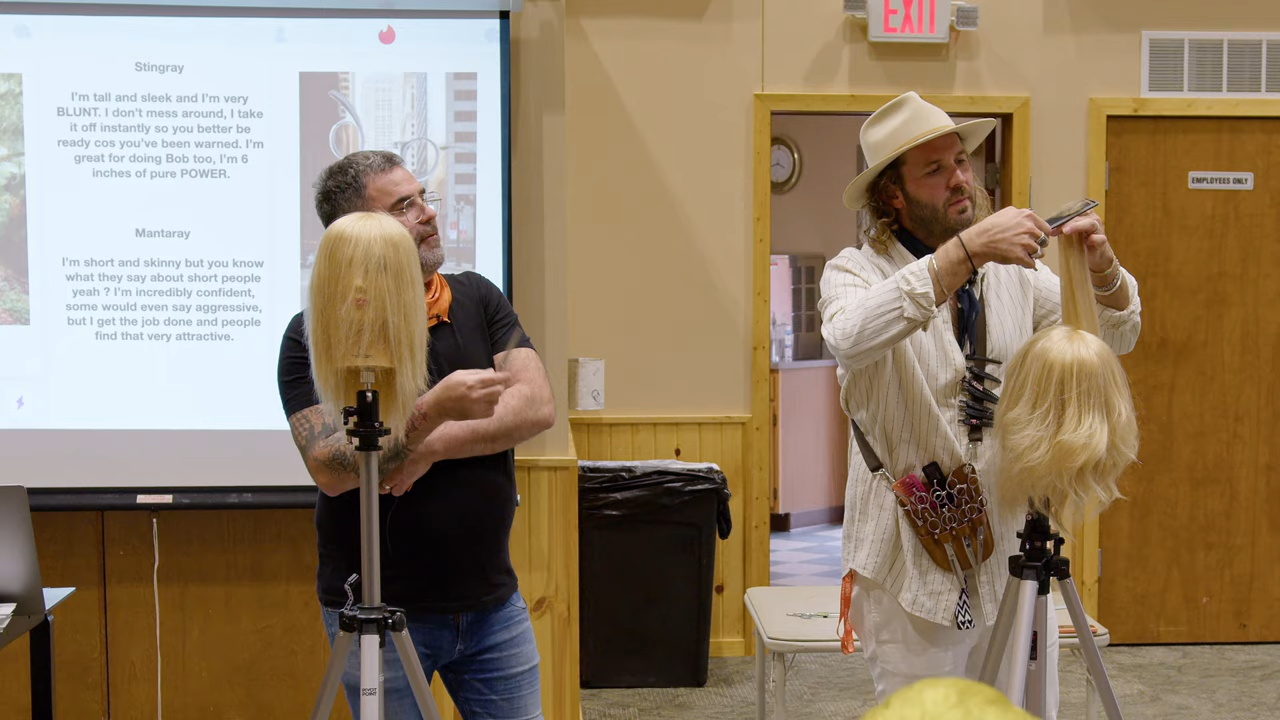 Stingray
I'm tall and sleek and I'm very
BLUNT. I don't mess around, I take
it off instantly so you better be
ready cos you've been warned. I'm
great for doing Bob too, I'm 6
inches of pure POWER.
Mantaray
I'm short and skinny but you know
what they say about short people
yeah ? I'm incredibly confident,
some would even say aggressive,
but I get the job done and people
find that very attractive.
EXIT
EMPLOYEES ONLY
PIVOT
POINT